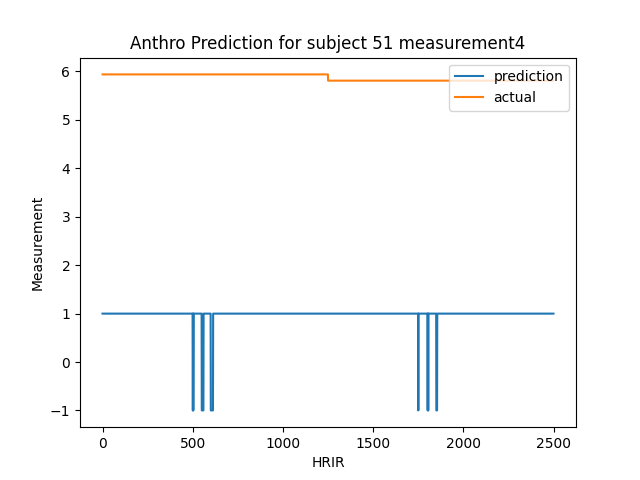 Anthro Prediction for subject 51 measurement4
prediction
actual
6
5
4
3
2
1
0
−1
Measurement
0 500 1000 1500 2000 2500
HRIR